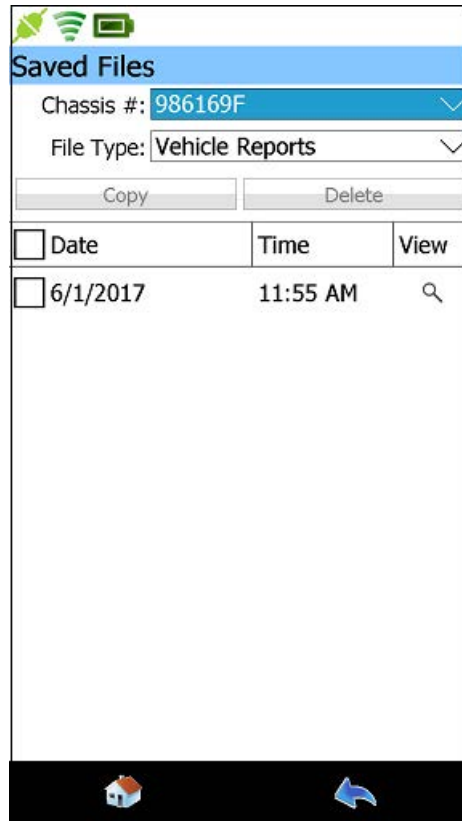 Saved Files
Chassis #: 986169F
File Type: Vehicle Reports
Copy Delete
Date Time View
6/1/2017 11:55 AM